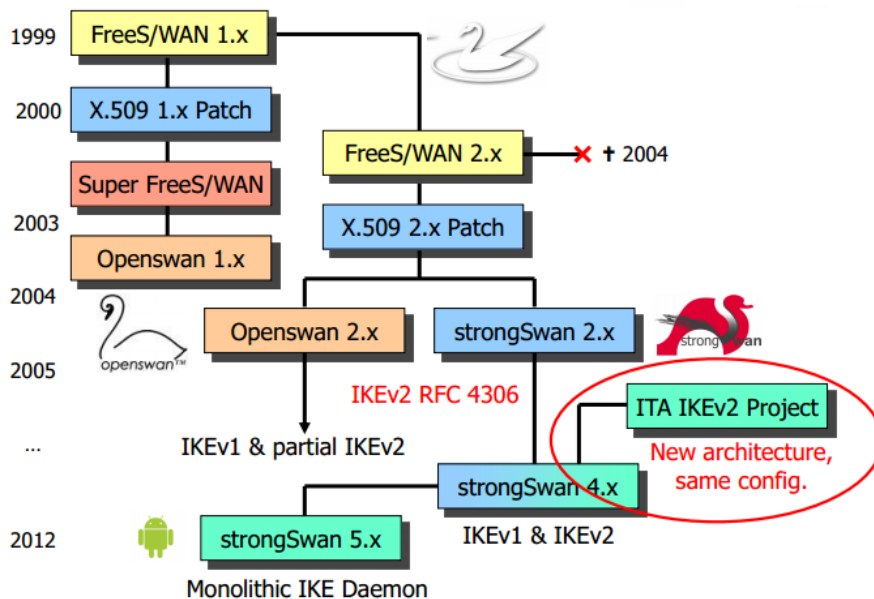 1999
FreeS/WAN 1.x
2000
X.509 1.x Patch
FreeS/WAN 2.x
✝ 2004
Super FreeS/WAN
2003
X.509 2.x Patch
Openswan 1.x
2004
openswan™
Openswan 2.x
strongSwan 2.x
strongSwan
2005
IKEv2 RFC 4306
ITA IKEv2 Project
IKEv1 & partial IKEv2
New architecture,
same config.
...
strongSwan 4.x
IKEv1 & IKEv2
2012
strongSwan 5.x
Monolithic IKE Daemon